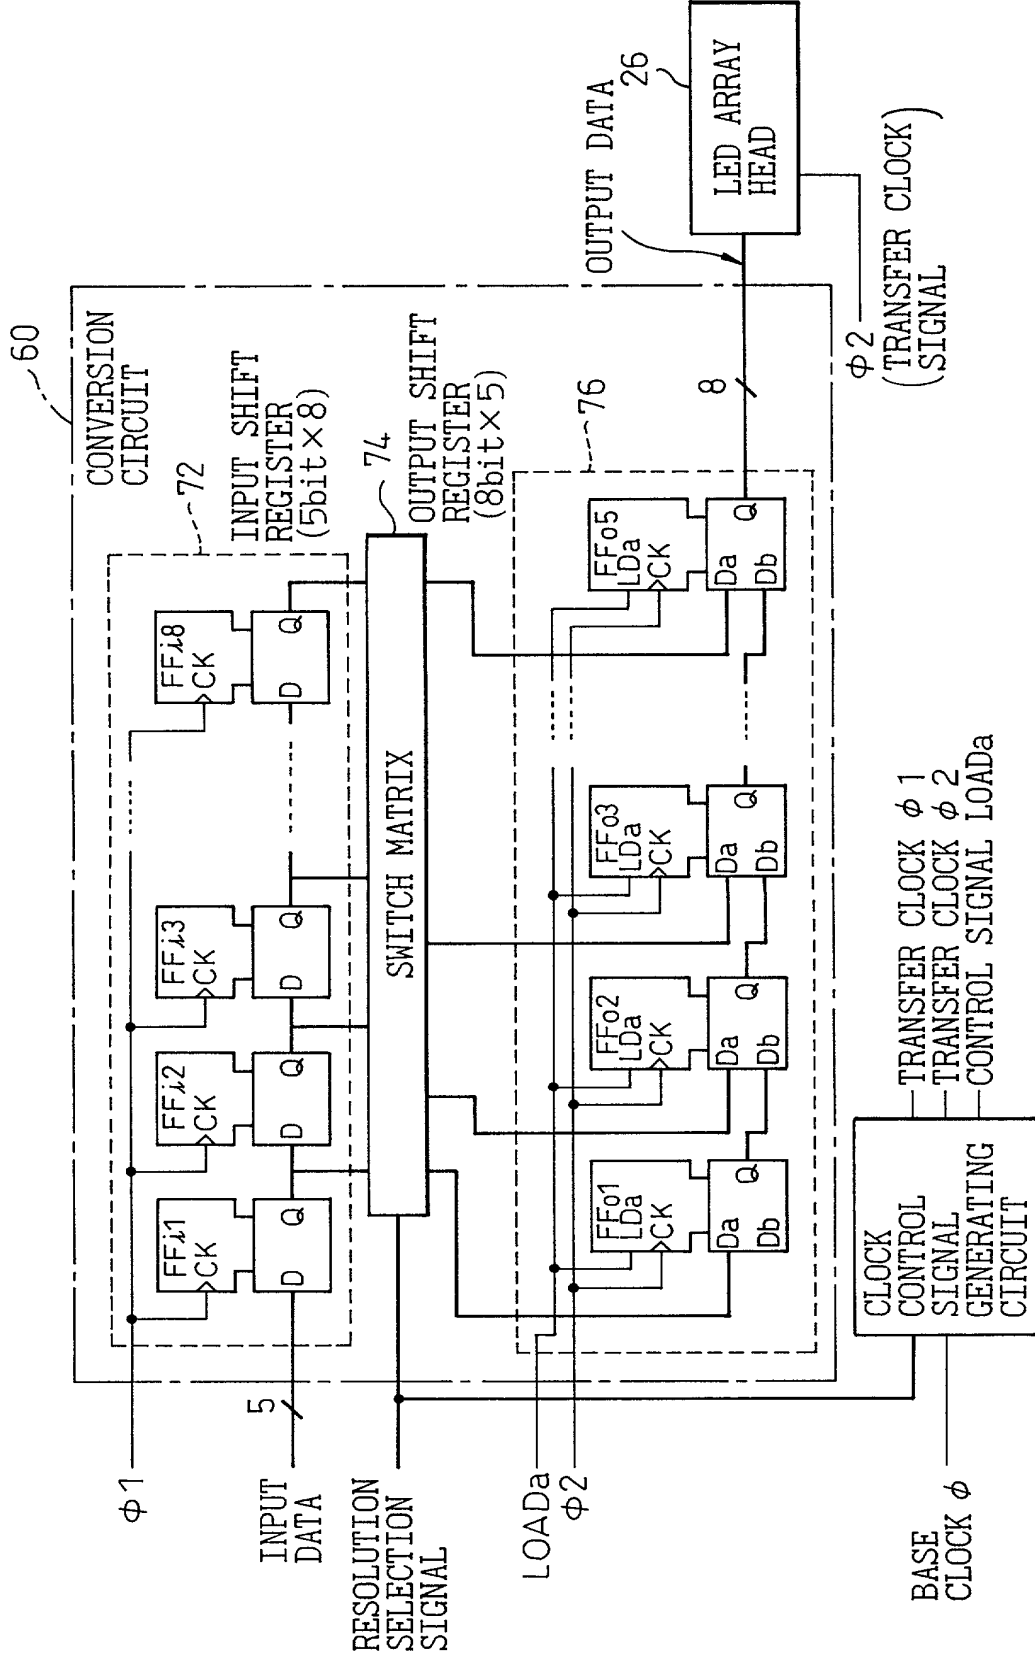 60
CONVERSION
CIRCUIT
72
INPUT SHIFT
REGISTER
(5bit×8)
φ1
FFi1
CK
D
Q
FFi2
CK
D
Q
FFi3
CK
D
Q
FFi8
CK
D
Q
INPUT
DATA
5
RESOLUTION
SELECTION
SIGNAL
SWITCH MATRIX
74
OUTPUT SHIFT
REGISTER
(8bit×5)
76
LOADa
φ2
FFo1
LDa
CK
Da
Db
Q
FFo2
LDa
CK
Da
Db
Q
FFo3
LDa
CK
Da
Db
Q
FFo5
LDa
CK
Da
Db
Q
8
OUTPUT DATA
26
LED ARRAY
HEAD
φ2
(TRANSFER CLOCK
SIGNAL)
BASE
CLOCK φ
CLOCK
CONTROL
SIGNAL
GENERATING
CIRCUIT
TRANSFER CLOCK φ1
TRANSFER CLOCK φ2
CONTROL SIGNAL LOADa